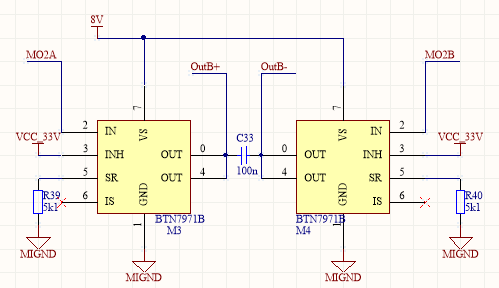 8V
MO2A
OutB+
OutB-
MO2B
7
7
2
IN
VS
VS
IN
2
VCC_33V
3
INH
OUT
0
C33
0
OUT
INH
3
VCC_33V
5
SR
OUT
4
100n
4
OUT
SR
5
R39
5k1
6
IS
GND
GND
IS
6
R40
5k1
1
BTN7971B
M3
1
BTN7971B
M4
MIGND
MIGND
MIGND
MIGND